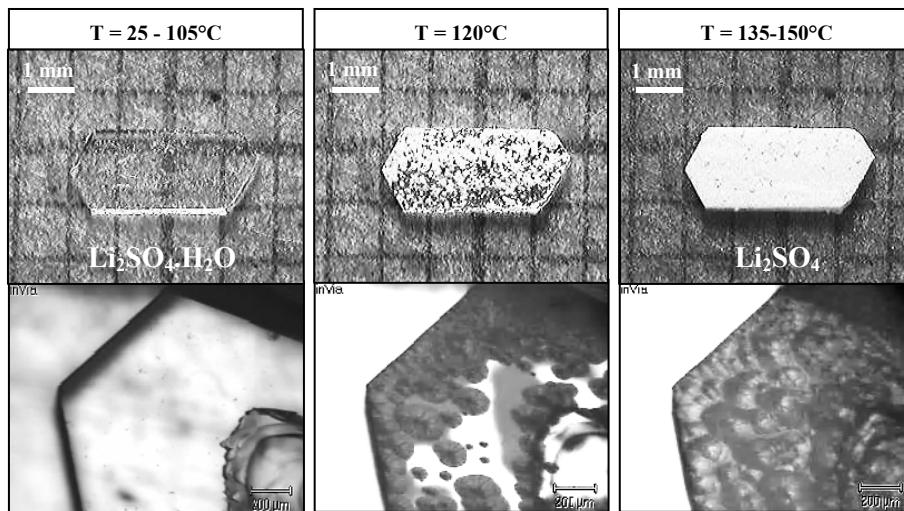 T = 25 - 105°C
T = 120°C
T = 135-150°C
1 mm
1 mm
1 mm
Li₂SO₄.H₂O
Li₂SO₄
inVia
inVia
inVia
200 µm
200 µm
200 µm